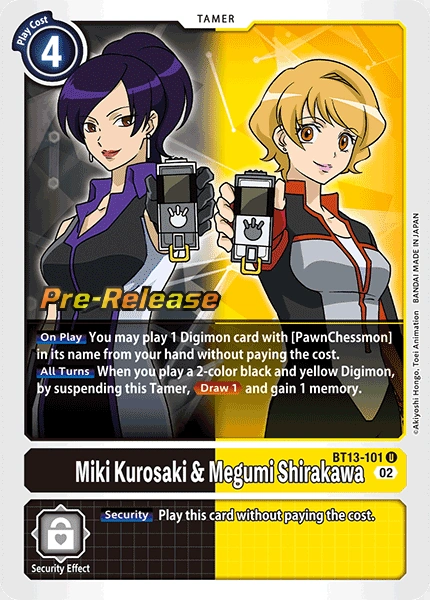 TAMER
Play Cost
4
Pre-Release
On Play You may play 1 Digimon card with [PawnChessmon]
in its name from your hand without paying the cost.
All Turns When you play a 2-color black and yellow Digimon,
by suspending this Tamer, Draw 1 and gain 1 memory.
©Akiyoshi Hongo, Toei Animation BANDAI MADE IN JAPAN
BT13-101 U
Miki Kurosaki & Megumi Shirakawa 02
Security Play this card without paying the cost.
Security Effect